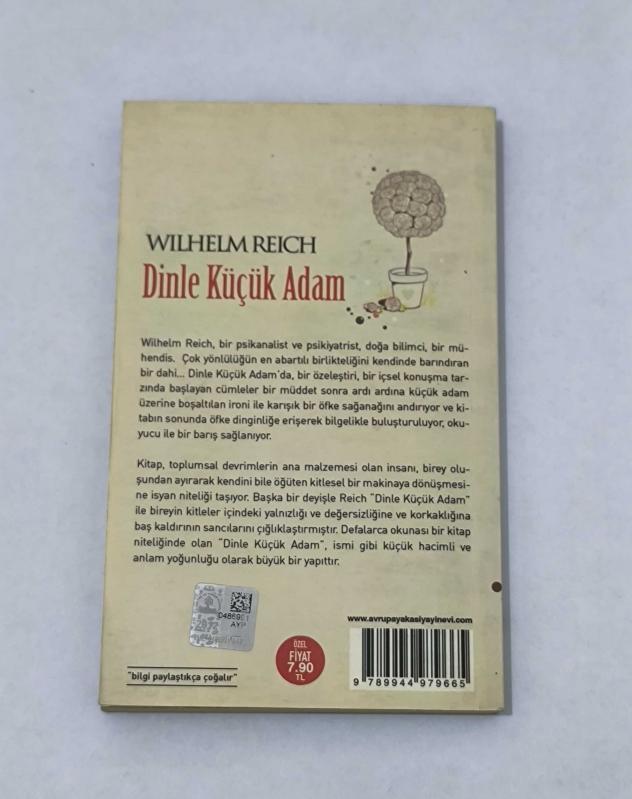 WILHELM REICH
Dinle Küçük Adam
Wilhelm Reich, bir psikanalist ve psikiyatrist, doğa bilimci, bir mü-
hendis. Çok yönlülüğün en abartılı birlikteliğini kendinde barındıran
bir dahi... Dinle Küçük Adam'da, bir özeleştiri, bir içsel konuşma tar-
zında başlayan cümleler bir müddet sonra ardı ardına küçük adam
üzerine boşaltılan ironi ile karışık bir öfke sağanağını andırıyor ve ki-
tabın sonunda öfke dinginliğe erişerek bilgelikle buluşturuluyor, oku-
yucu ile bir barış sağlanıyor.
Kitap, toplumsal devrimlerin ana malzemesi olan insanı, birey olu-
şundan ayırarak kendini bile öğüten kitlesel bir makinaya dönüşmesi-
ne isyan niteliği taşıyor. Başka bir deyişle Reich "Dinle Küçük Adam"
ile bireyin kitleler içindeki yalnızlığı ve değersizliğine ve korkaklığına
baş kaldırının sancılarını çığlıklaştırmıştır. Defalarca okunası bir kitap
niteliğinde olan "Dinle Küçük Adam", ismi gibi küçük hacimli ve
anlam yoğunluğu olarak büyük bir yapıttır.
AYP
ÖZEL
FİYAT
7.90
TL
www.avrupayakasiyayinevi.com
9 789944 979665
"bilgi paylaştıkça çoğalır"